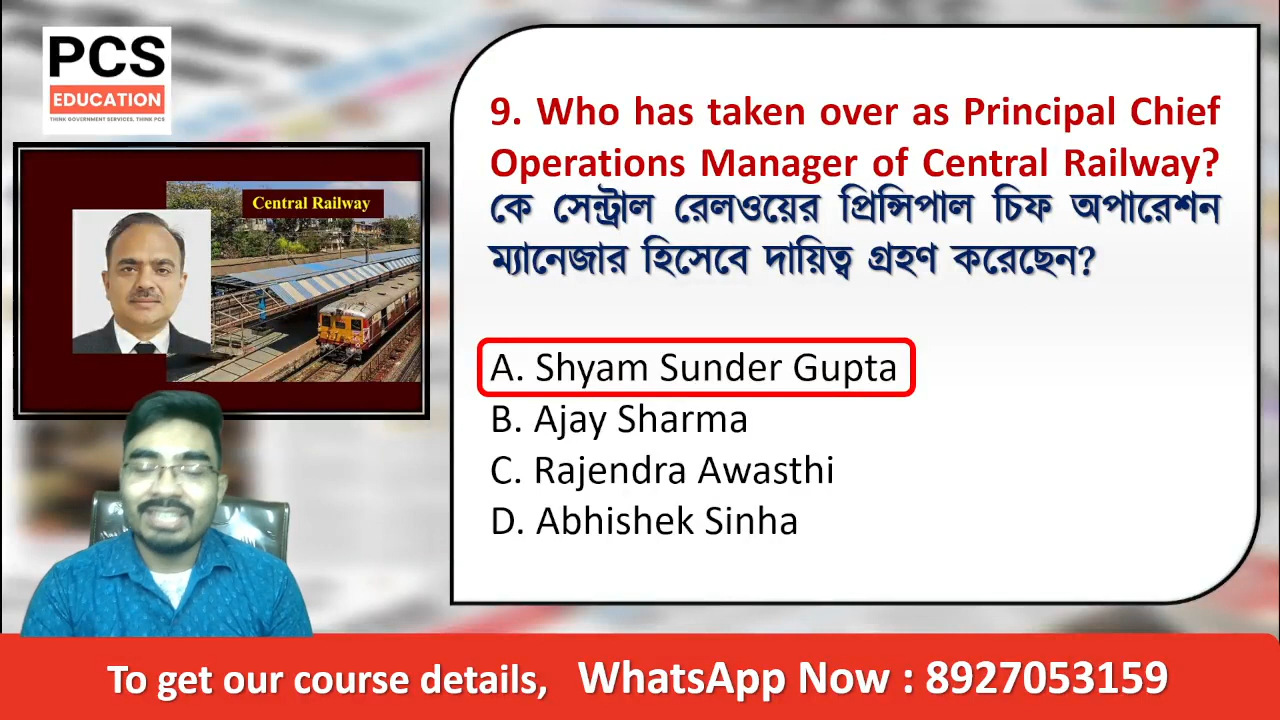 PCS
EDUCATION
THINK GOVERNMENT SERVICES, THINK PCS
Central Railway
9. Who has taken over as Principal Chief
Operations Manager of Central Railway?
কে সেন্ট্রাল রেলওয়ের প্রিন্সিপাল চিফ অপারেশন
ম্যানেজার হিসেবে দায়িত্ব গ্রহণ করেছেন?
A. Shyam Sunder Gupta
B. Ajay Sharma
C. Rajendra Awasthi
D. Abhishek Sinha
To get our course details, WhatsApp Now : 8927053159